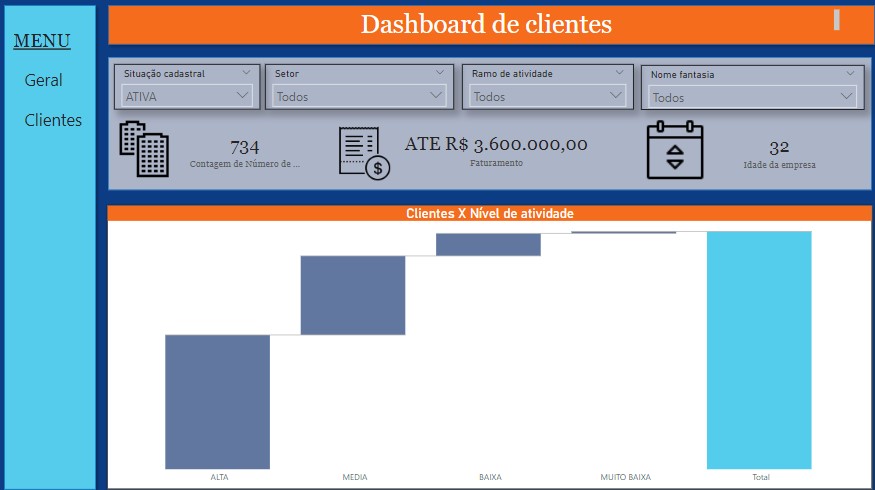 Dashboard de clientes
MENU
Geral
Clientes
Situação cadastral
ATIVA
Setor
Todos
Ramo de atividade
Todos
Nome fantasia
Todos
734
Contagem de Número de ...
ATE R$ 3.600.000,00
Faturamento
32
Idade da empresa
$
Clientes X Nível de atividade
ALTA MEDIA BAIXA MUITO BAIXA Total